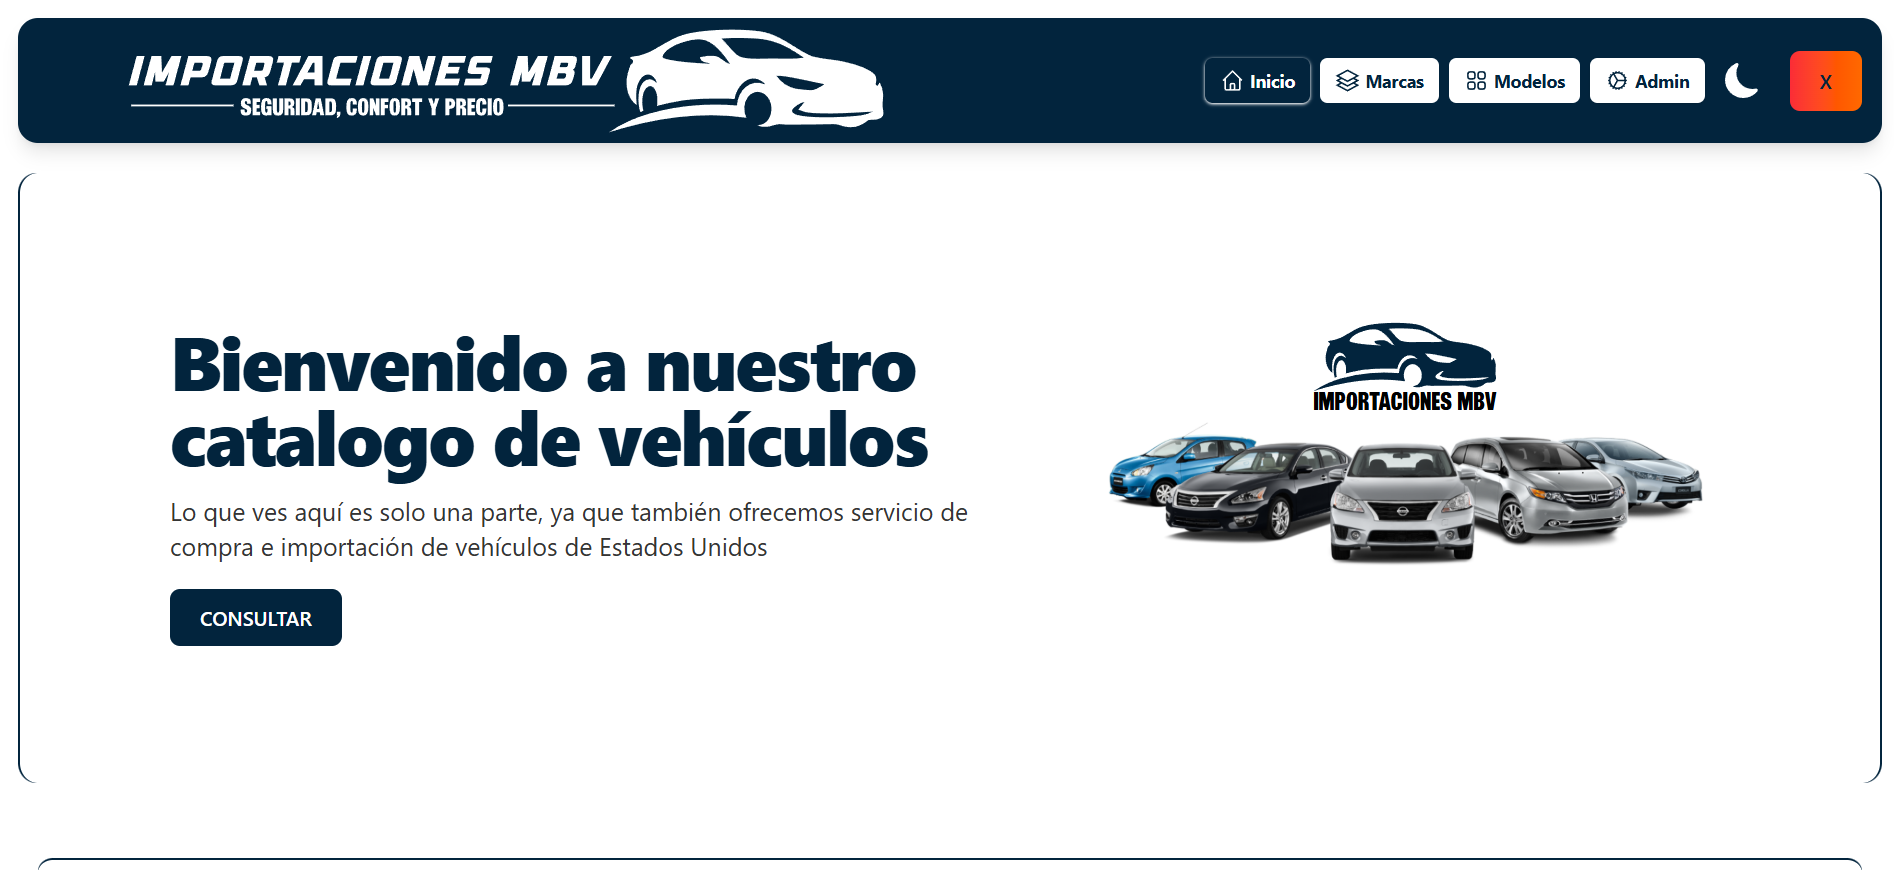 IMPORTACIONES MBV
SEGURIDAD, CONFORT Y PRECIO
Inicio
Marcas
Modelos
Admin
X
Bienvenido a nuestro
catalogo de vehículos
Lo que ves aquí es solo una parte, ya que también ofrecemos servicio de
compra e importación de vehículos de Estados Unidos
CONSULTAR
IMPORTACIONES MBV